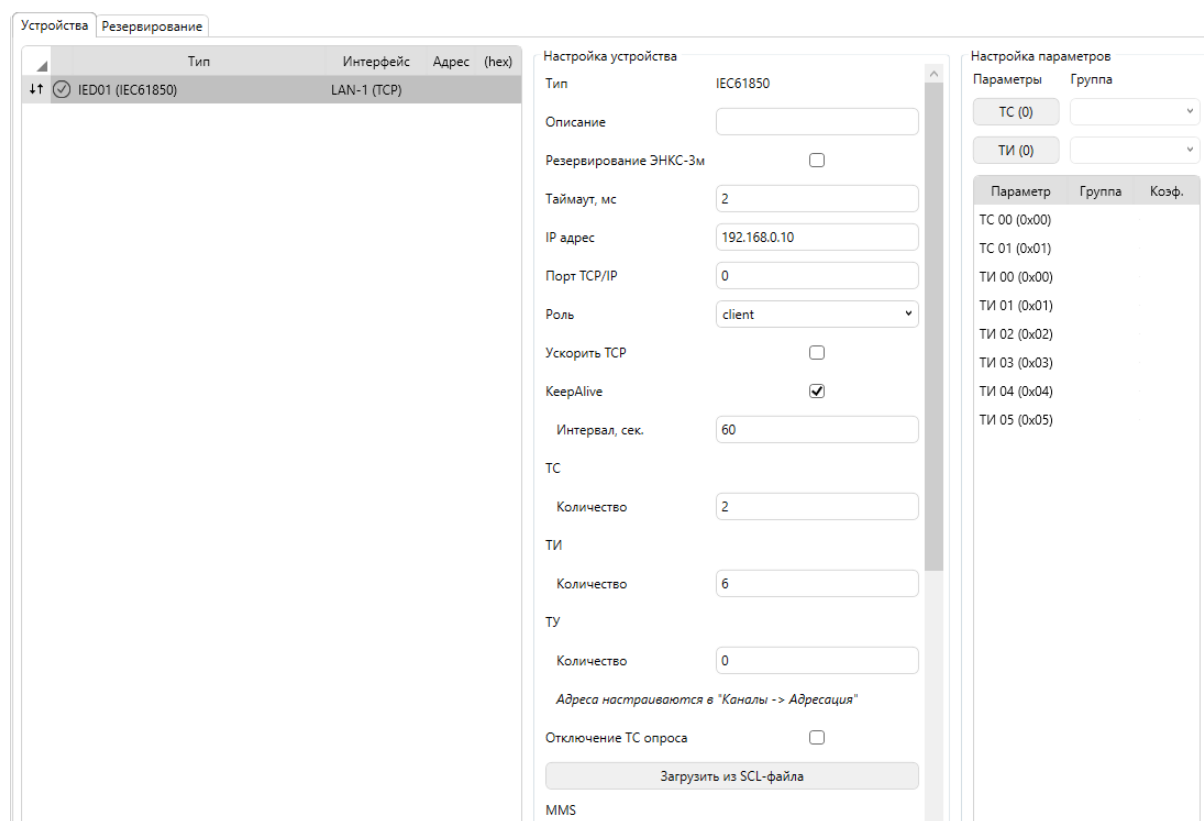 Устройства Резервирование
Тип Интерфейс Адрес (hex)
IED01 (IEC61850) LAN-1 (TCP)
Настройка устройства
Тип IEC61850
Описание
Резервирование ЭНКС-3м
Таймаут, мс 2
IP адрес 192.168.0.10
Порт TCP/IP 0
Роль client
Ускорить TCP
KeepAlive
Интервал, сек. 60
ТС
Количество 2
ТИ
Количество 6
ТУ
Количество 0
Адреса настраиваются в "Каналы -> Адресация"
Отключение ТС опроса
Загрузить из SCL-файла
MMS
Настройка параметров
Параметры Группа
ТС (0)
ТИ (0)
Параметр Группа Коэф.
ТС 00 (0x00)
ТС 01 (0x01)
ТИ 00 (0x00)
ТИ 01 (0x01)
ТИ 02 (0x02)
ТИ 03 (0x03)
ТИ 04 (0x04)
ТИ 05 (0x05)